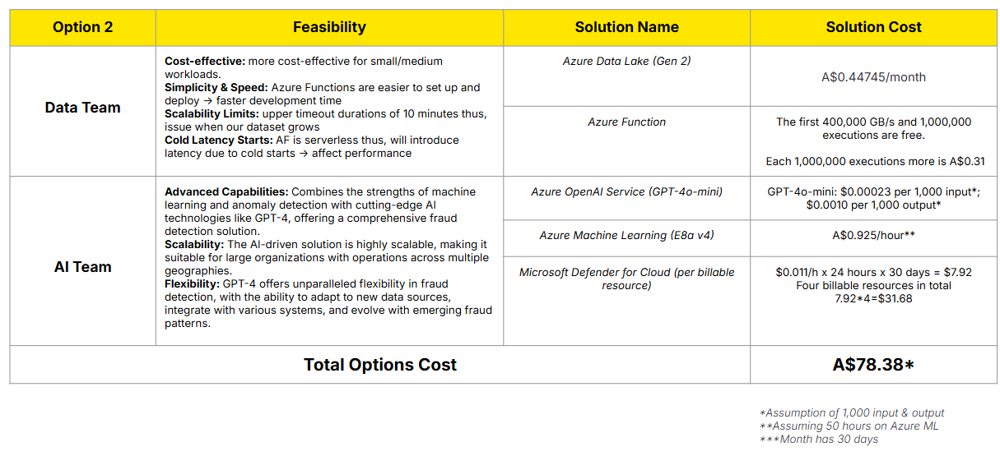 Option 2
Feasibility
Solution Name
Solution Cost
Data Team
Cost-effective: more cost-effective for small/medium
workloads.
Simplicity & Speed: Azure Functions are easier to set up and
deploy → faster development time
Scalability Limits: upper timeout durations of 10 minutes thus,
issue when our dataset grows
Cold Latency Starts: AF is serverless thus, will introduce
latency due to cold starts → affect performance
Azure Data Lake (Gen 2)
A$0.44745/month
Azure Function
The first 400,000 GB/s and 1,000,000
executions are free.
Each 1,000,000 executions more is A$0.31
AI Team
Advanced Capabilities: Combines the strengths of machine
learning and anomaly detection with cutting-edge AI
technologies like GPT-4, offering a comprehensive fraud
detection solution.
Scalability: The AI-driven solution is highly scalable, making it
suitable for large organizations with operations across multiple
geographies.
Flexibility: GPT-4 offers unparalleled flexibility in fraud
detection, with the ability to adapt to new data sources,
integrate with various systems, and evolve with emerging fraud
patterns.
Azure OpenAI Service (GPT-4o-mini)
GPT-4o-mini: $0.00023 per 1,000 input*;
$0.0010 per 1,000 output*
Azure Machine Learning (E8a v4)
A$0.925/hour**
Microsoft Defender for Cloud (per billable
resource)
$0.011/h x 24 hours x 30 days = $7.92
Four billable resources in total
7.92*4=$31.68
Total Options Cost
A$78.38*
*Assumption of 1,000 input & output
**Assuming 50 hours on Azure ML
***Month has 30 days